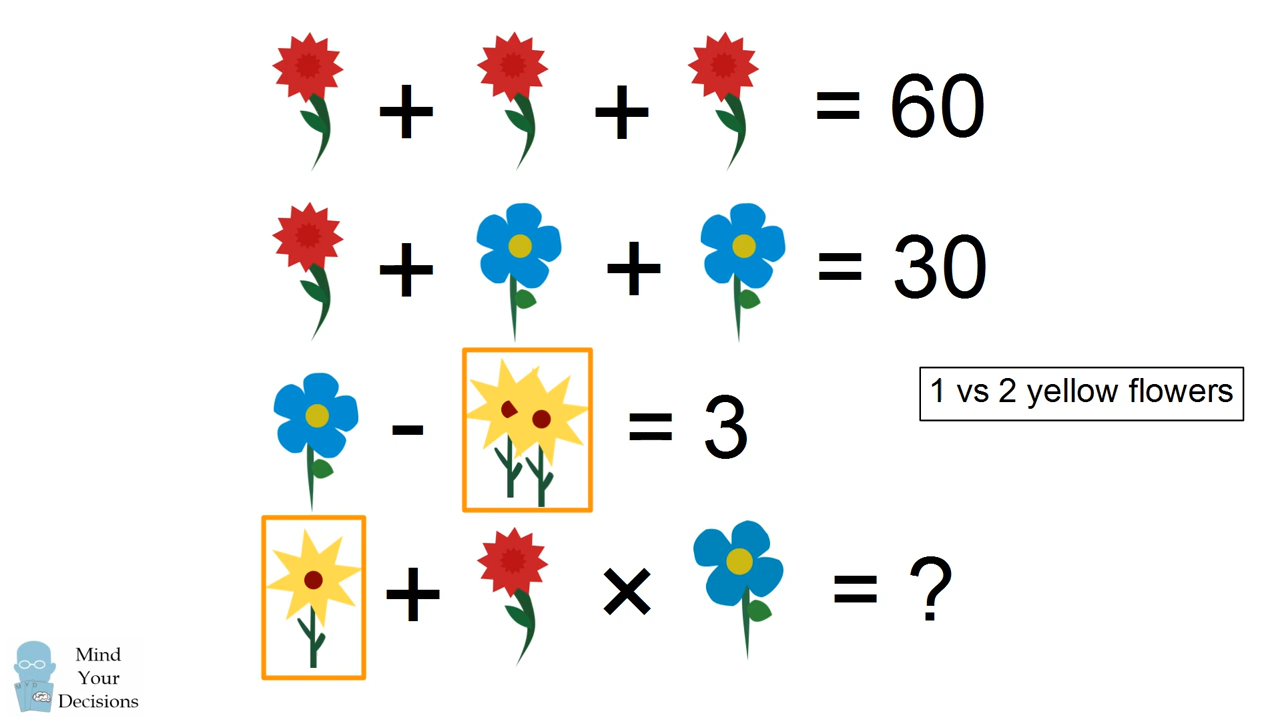 + + = 60
+ + = 30
- = 3
1 vs 2 yellow flowers
+ × = ?
Mind
Your
Decisions